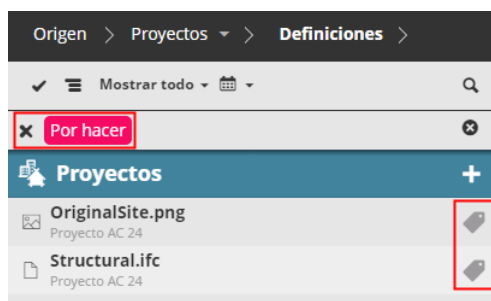 Origen > Proyectos > Definiciones >
Mostrar todo
Por hacer
Proyectos
OriginalSite.png
Proyecto AC 24
Structural.ifc
Proyecto AC 24